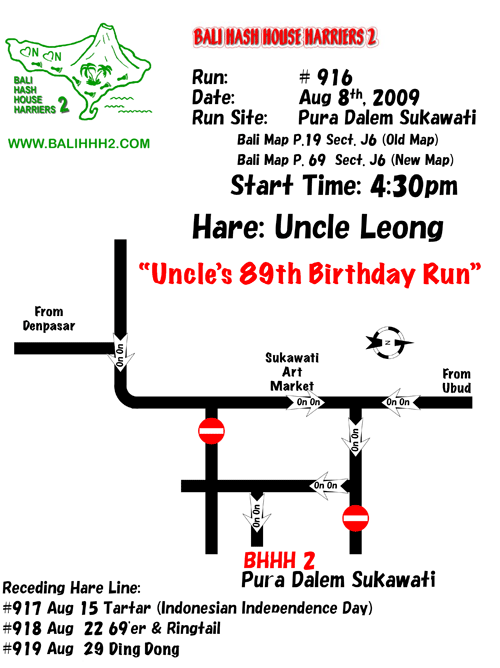 BALI HASH HOUSE HARRIERS 2
ON ON
BALI
HASH
HOUSE
HARRIERS 2
WWW.BALIHHH2.COM
Run: # 916
Date: Aug 8th, 2009
Run Site: Pura Dalem Sukawati
Bali Map P.19 Sect. J6 (Old Map)
Bali Map P. 69 Sect. J6 (New Map)
Start Time: 4:30pm
Hare: Uncle Leong
“Uncle's 89th Birthday Run”
From
Denpasar
On On
N
Sukawati
Art
Market
From
Ubud
On On
On On
On On
On On
On On
BHHH 2
Pura Dalem Sukawati
Receding Hare Line:
#917 Aug 15 Tartar (Indonesian Independence Day)
#918 Aug 22 69'er & Ringtail
#919 Aug 29 Ding Dong